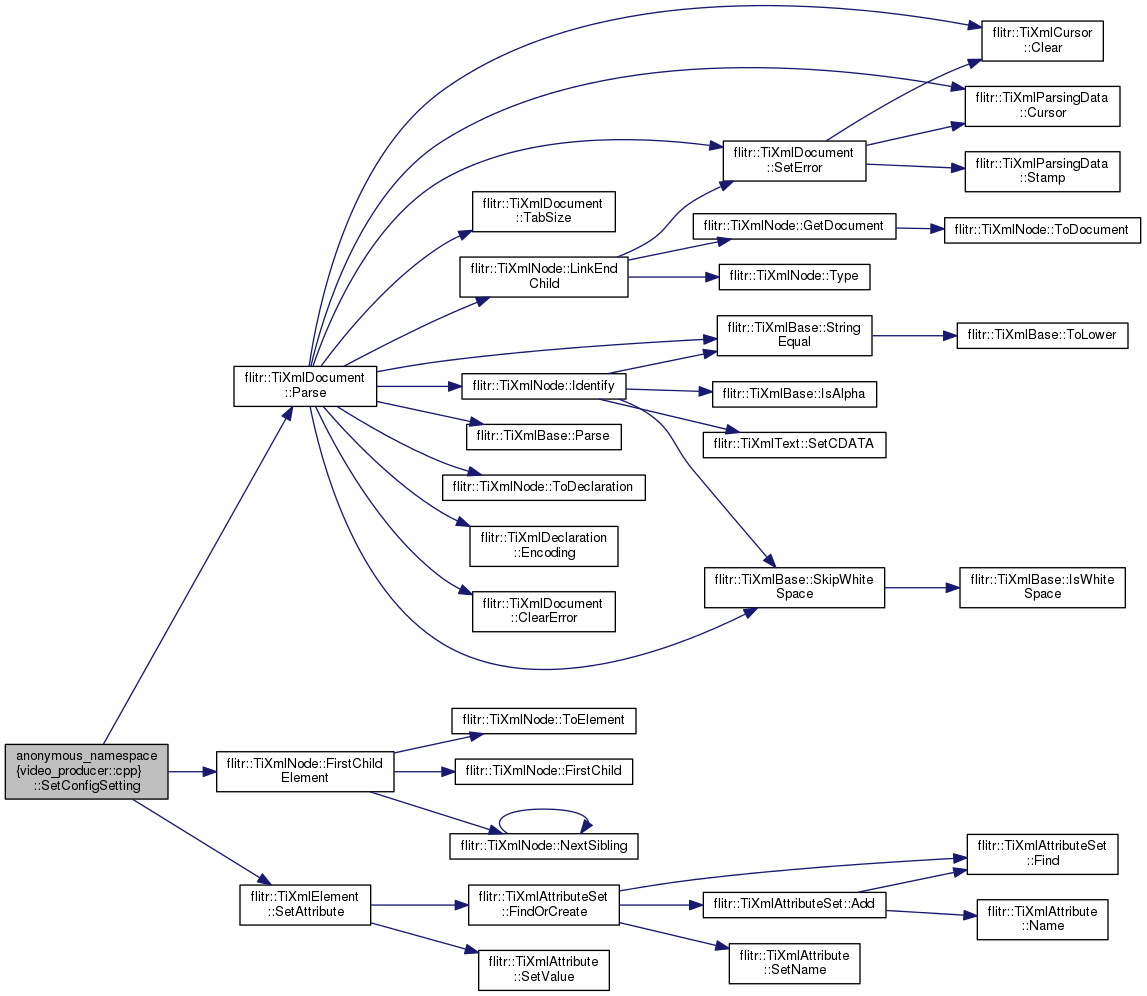 flitr::TiXmlCursor
::Clear
flitr::TiXmlParsingData
::Cursor
flitr::TiXmlDocument
::SetError
flitr::TiXmlParsingData
::Stamp
flitr::TiXmlDocument
::TabSize
flitr::TiXmlNode::GetDocument
flitr::TiXmlNode::ToDocument
flitr::TiXmlNode::LinkEnd
Child
flitr::TiXmlNode::Type
flitr::TiXmlBase::String
Equal
flitr::TiXmlBase::ToLower
flitr::TiXmlDocument
::Parse
flitr::TiXmlNode::Identify
flitr::TiXmlBase::IsAlpha
flitr::TiXmlBase::Parse
flitr::TiXmlText::SetCDATA
flitr::TiXmlNode::ToDeclaration
flitr::TiXmlDeclaration
::Encoding
flitr::TiXmlBase::SkipWhite
Space
flitr::TiXmlBase::IsWhite
Space
flitr::TiXmlDocument
::ClearError
flitr::TiXmlNode::ToElement
anonymous_namespace
{video_producer::cpp}
::SetConfigSetting
flitr::TiXmlNode::FirstChild
Element
flitr::TiXmlNode::FirstChild
flitr::TiXmlNode::NextSibling
flitr::TiXmlAttributeSet
::Find
flitr::TiXmlElement
::SetAttribute
flitr::TiXmlAttributeSet
::FindOrCreate
flitr::TiXmlAttributeSet::Add
flitr::TiXmlAttribute
::Name
flitr::TiXmlAttribute
::SetValue
flitr::TiXmlAttribute
::SetName